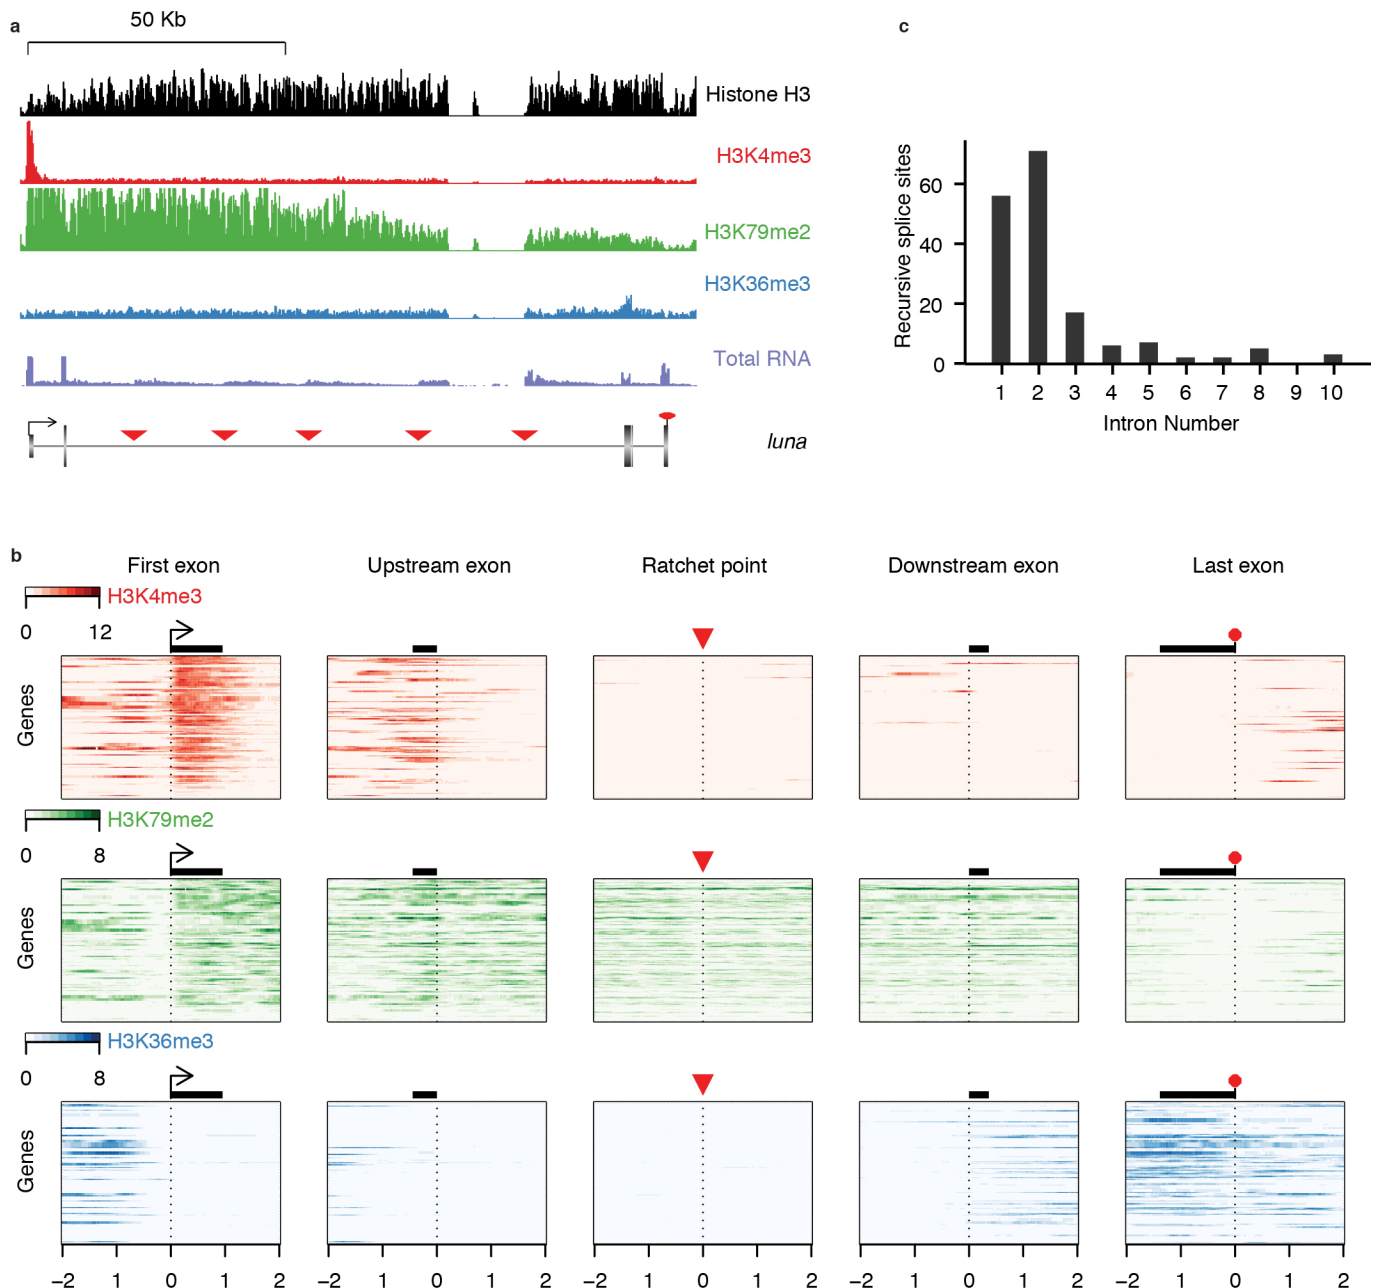 a
50 Kb
Histone H3
H3K4me3
H3K79me2
H3K36me3
Total RNA
luna
c
Recursive splice sites
60
40
20
0
1 2 3 4 5 6 7 8 9 10
Intron Number
b
First exon Upstream exon Ratchet point Downstream exon Last exon
H3K4me3
0 12
Genes
H3K79me2
0 8
Genes
H3K36me3
0 8
Genes
−2 1 0 1 2 −2 1 0 1 2 −2 1 0 1 2 −2 1 0 1 2 −2 1 0 1 2